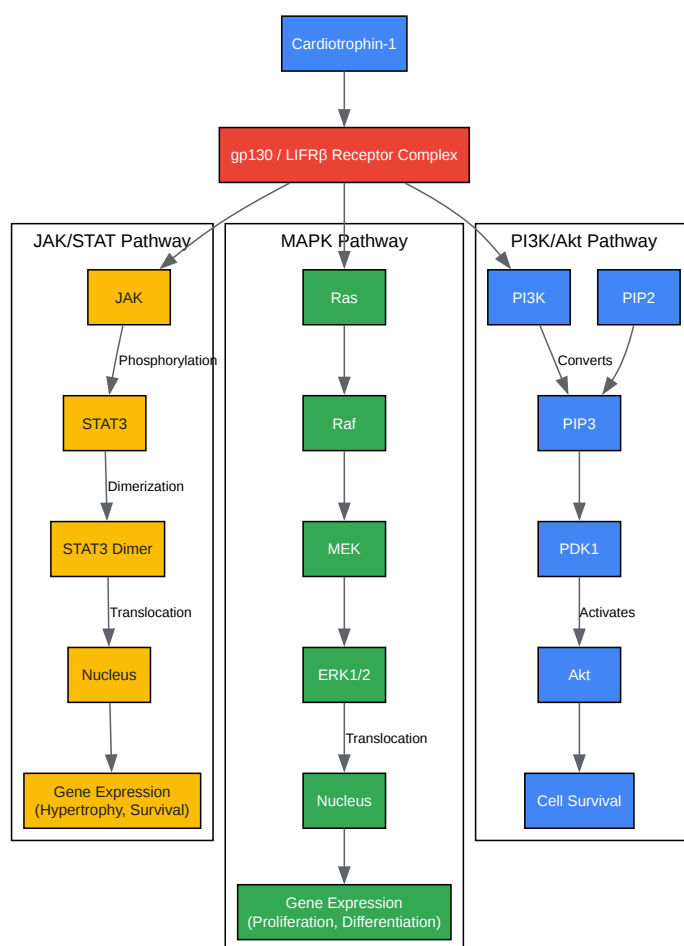 Cardiotrophin-1
gp130 / LIFRβ Receptor Complex
JAK/STAT Pathway
JAK
Phosphorylation
STAT3
Dimerization
STAT3 Dimer
Translocation
Nucleus
Gene Expression
(Hypertrophy, Survival)
MAPK Pathway
Ras
Raf
MEK
ERK1/2
Translocation
Nucleus
Gene Expression
(Proliferation, Differentiation)
PI3K/Akt Pathway
PI3K
PIP2
Converts
PIP3
PDK1
Activates
Akt
Cell Survival